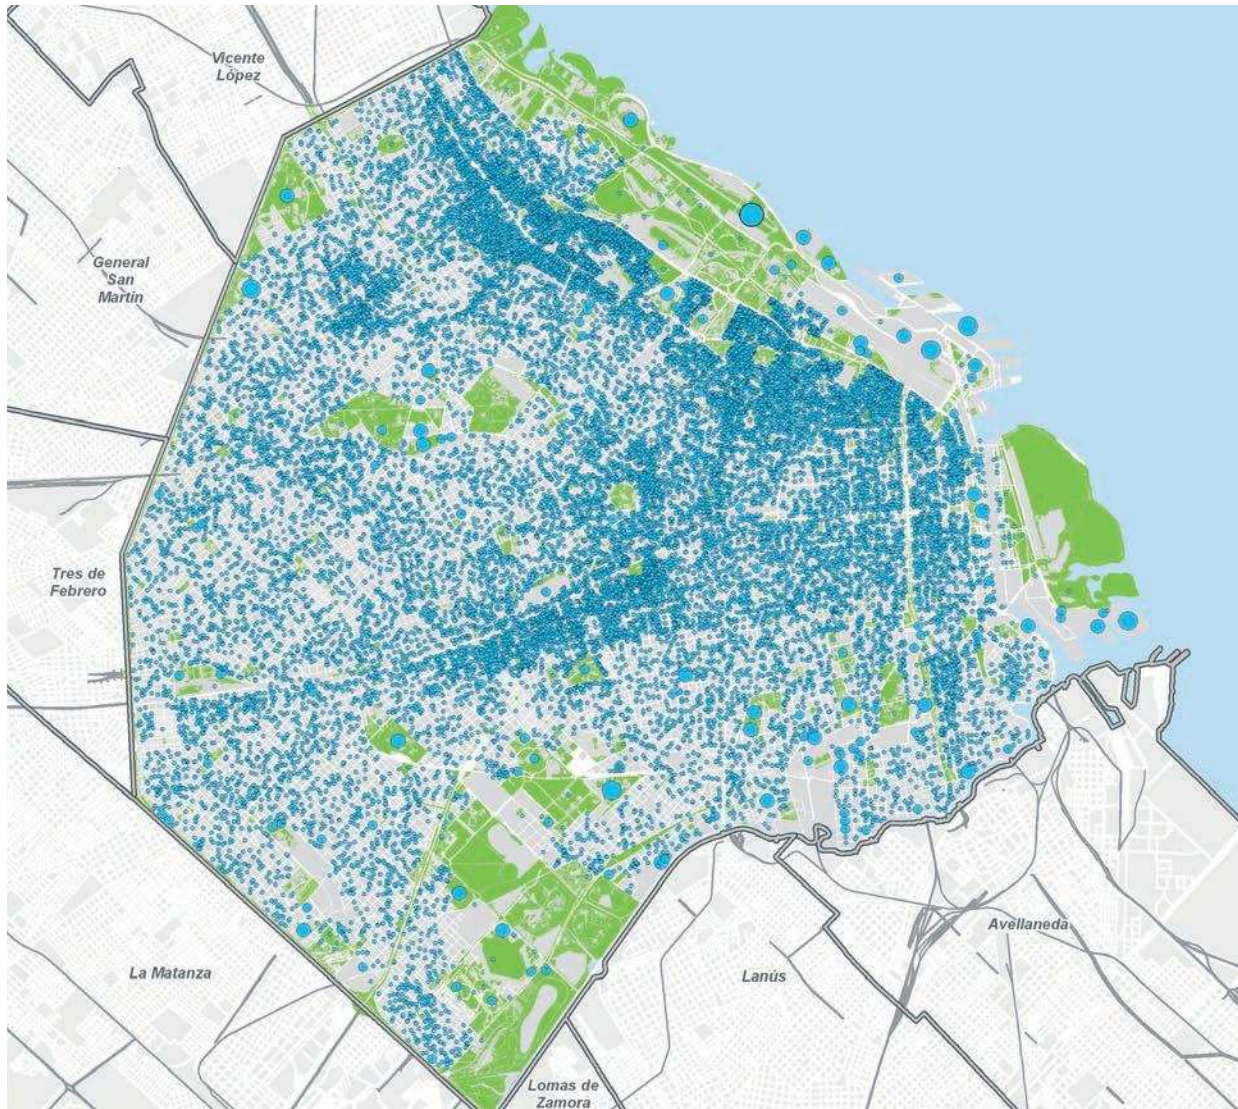 Vicente
López
General
San
Martín
Tres de
Febrero
La Matanza
Avellaneda
Lanús
Lomas de
Zamora